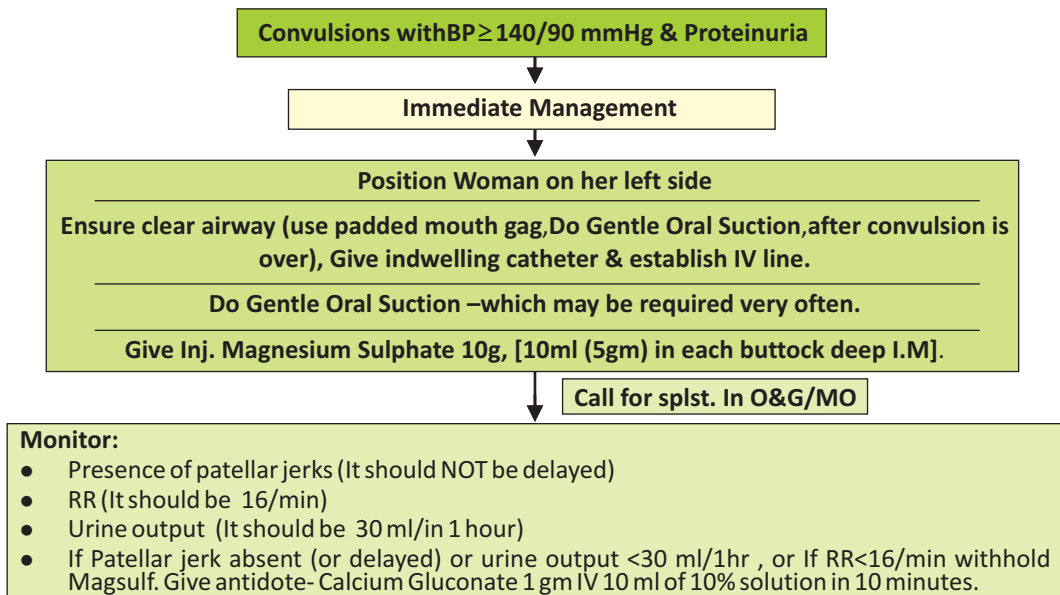 Convulsions withBP≥140/90 mmHg & Proteinuria
Immediate Management
Position Woman on her left side
Ensure clear airway (use padded mouth gag,Do Gentle Oral Suction,after convulsion is
over), Give indwelling catheter & establish IV line.
Do Gentle Oral Suction –which may be required very often.
Give Inj. Magnesium Sulphate 10g, [10ml (5gm) in each buttock deep I.M].
Call for splst. In O&G/MO
Monitor:
● Presence of patellar jerks (It should NOT be delayed)
● RR (It should be 16/min)
● Urine output (It should be 30 ml/in 1 hour)
● If Patellar jerk absent (or delayed) or urine output <30 ml/1hr , or If RR<16/min withhold
Magsulf. Give antidote- Calcium Gluconate 1 gm IV 10 ml of 10% solution in 10 minutes.